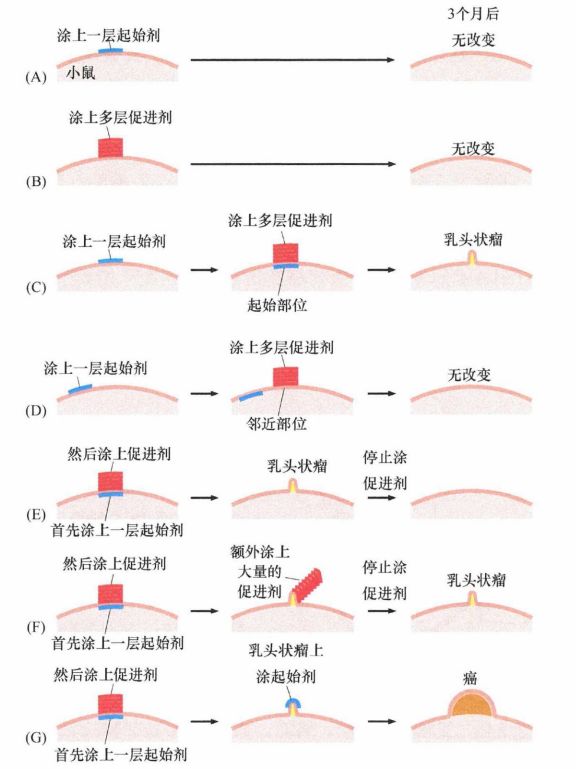 3个月后
涂上一层起始剂
无改变
小鼠
(A)
涂上多层促进剂
无改变
(B)
涂上多层促进剂
涂上一层起始剂
乳头状瘤
(C)
起始部位
涂上多层促进剂
涂上一层起始剂
无改变
(D)
邻近部位
然后涂上促进剂
乳头状瘤
停止涂
促进剂
(E)
首先涂上一层起始剂
然后涂上促进剂
额外涂上
大量的
促进剂
停止涂
促进剂
乳头状瘤
(F)
首先涂上一层起始剂
乳头状瘤上
然后涂上促进剂
涂起始剂
癌
(G)
首先涂上一层起始剂